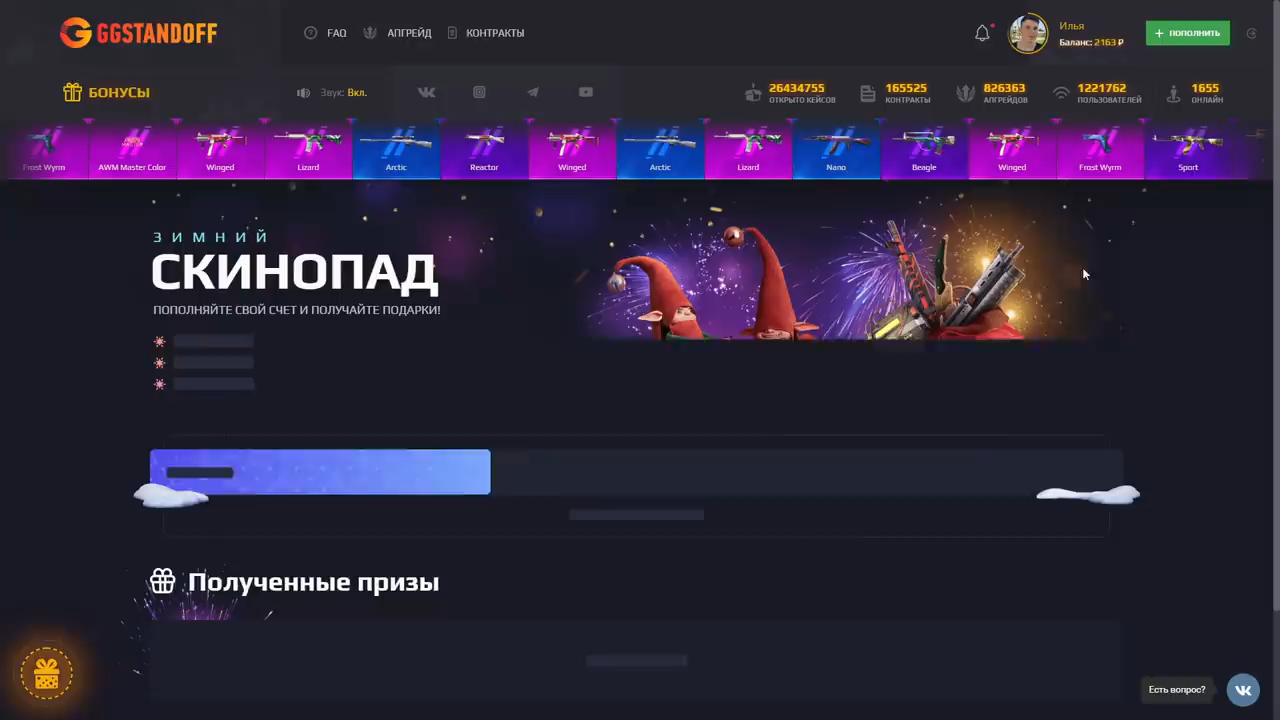 GGSTANDOFF
FAQ
АПГРЕЙД
КОНТРАКТЫ
Илья
Баланс: 2163 ₽
+ ПОПОЛНИТЬ
БОНУСЫ
Звук: Вкл.
26434755
ОТКРЫТО КЕЙСОВ
165525
КОНТРАКТЫ
826363
АПГРЕЙДОВ
1221762
ПОЛЬЗОВАТЕЛЕЙ
1655
ОНЛАЙН
Frost Wyrm
AWM Master Color
Winged
Lizard
Arctic
Reactor
Winged
Arctic
Lizard
Nano
Beagle
Winged
Frost Wyrm
Sport
ЗИМНИЙ
СКИНОПАД
ПОПОЛНЯЙТЕ СВОЙ СЧЕТ И ПОЛУЧАЙТЕ ПОДАРКИ!
Полученные призы
Есть вопрос?